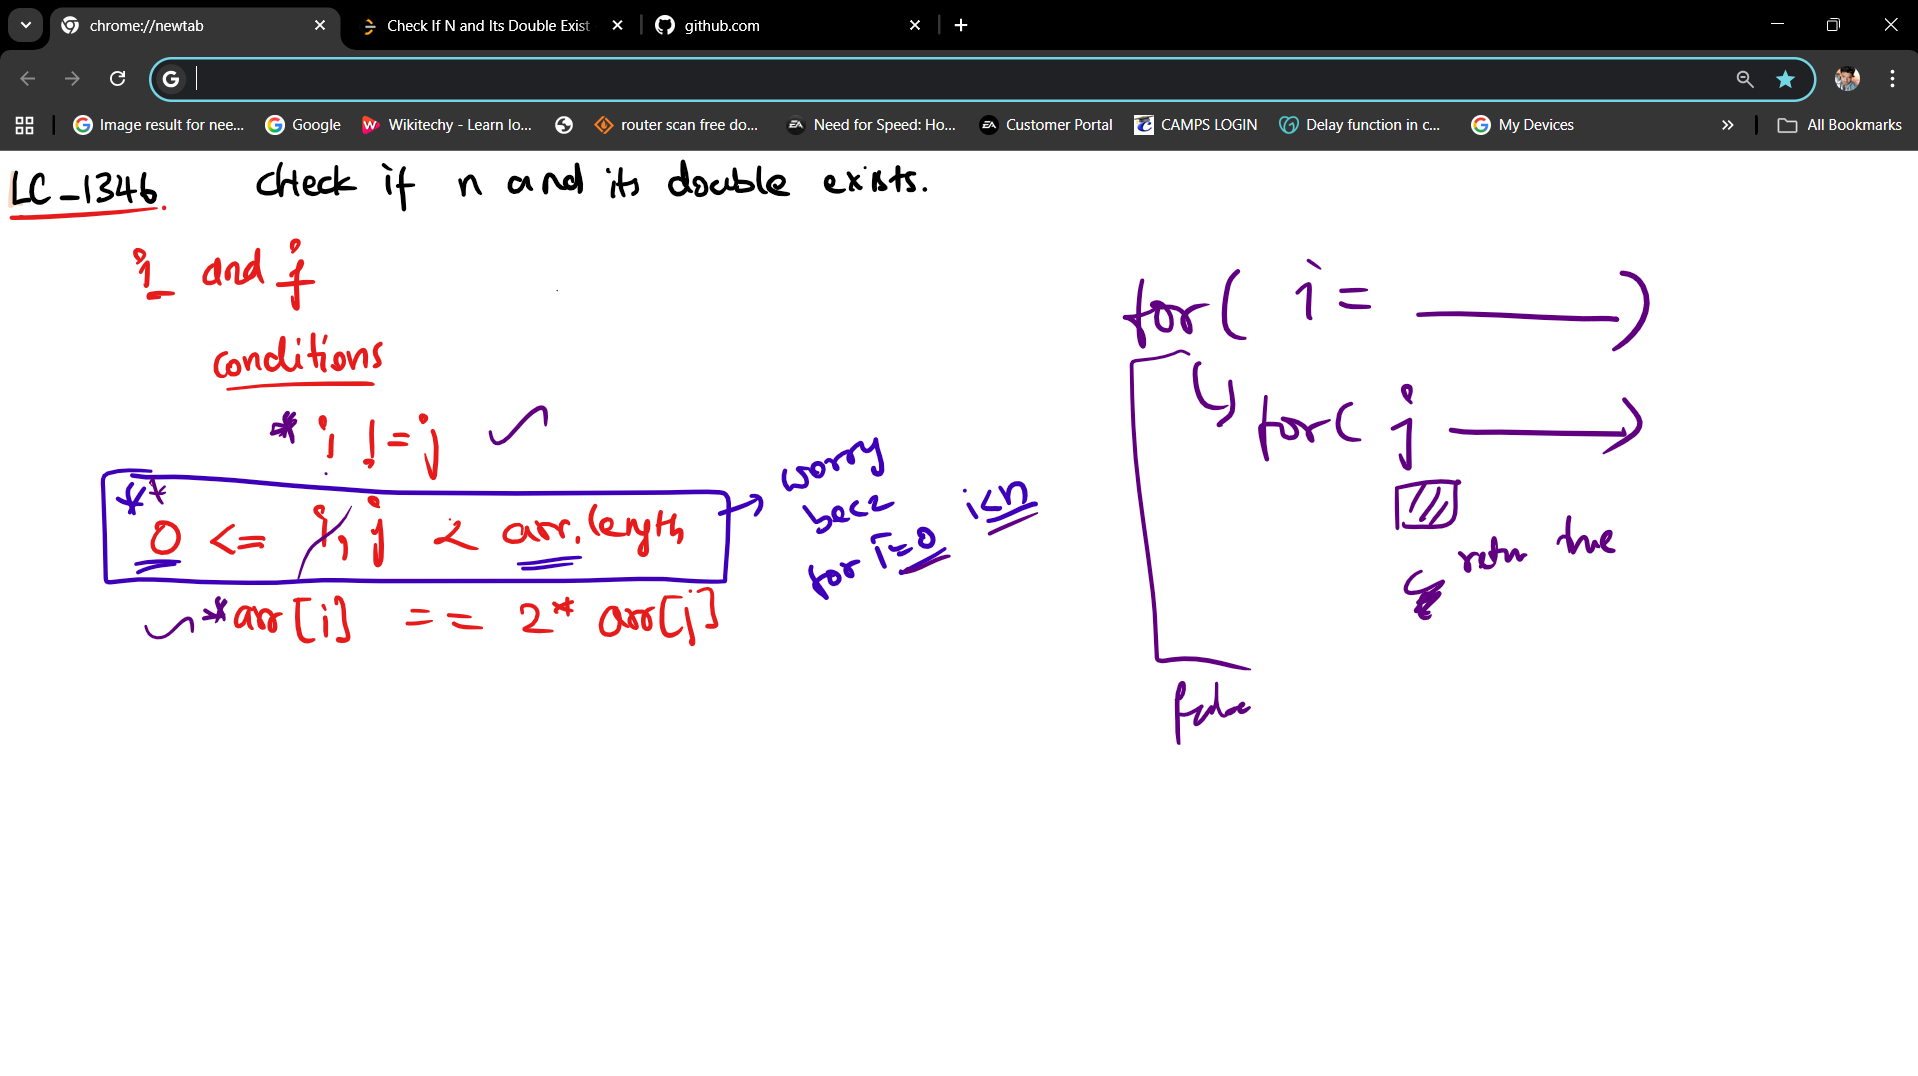 chrome://newtab
Check If N and Its Double Exist
github.com
Image result for nee...
Google
Wikitechy - Learn lo...
router scan free do...
Need for Speed: Ho...
Customer Portal
CAMPS LOGIN
Delay function in c...
My Devices
All Bookmarks
LC-1346. check if n and its double exists.
i and j
conditions
* i != j
** 0 <= i, j < arr.length
* arr[i] == 2* arr[j]
worry
becz
for i=0 i<n
for( i= )
for( j )
retur true
false